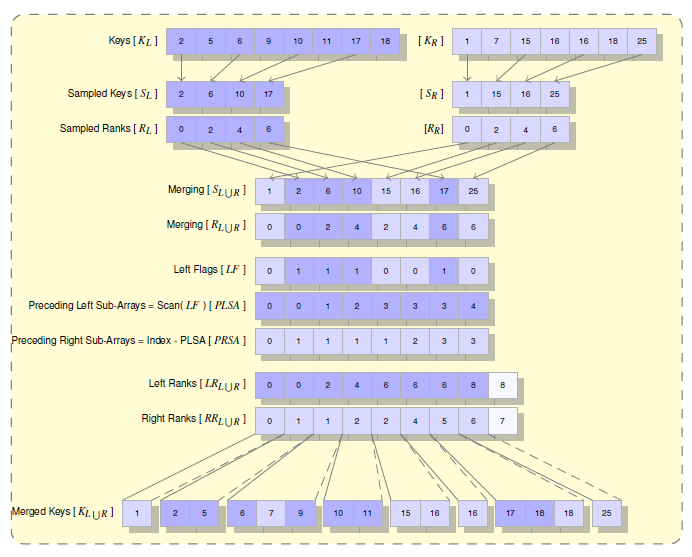 Keys [ K_L ] 2 5 6 9 10 11 17 18 [ K_R ] 1 7 15 16 16 18 25
Sampled Keys [ S_L ] 2 6 10 17 [ S_R ] 1 15 16 25
Sampled Ranks [ R_L ] 0 2 4 6 [R_R] 0 2 4 6
Merging [ S_L⋃R ] 1 2 6 10 15 16 17 25
Merging [ R_L⋃R ] 0 0 2 4 2 4 6 6
Left Flags [ LF ] 0 1 1 1 0 0 1 0
Preceding Left Sub-Arrays = Scan( LF ) [ PLSA ] 0 0 1 2 3 3 3 4
Preceding Right Sub-Arrays = Index - PLSA [ PRSA ] 0 1 1 1 1 2 3 3
Left Ranks [ LR_L⋃R ] 0 0 2 4 6 6 6 8 8
Right Ranks [ RR_L⋃R ] 0 1 1 2 2 4 5 6 7
Merged Keys [ K_L⋃R ] 1 2 5 6 7 9 10 11 15 16 16 17 18 18 25